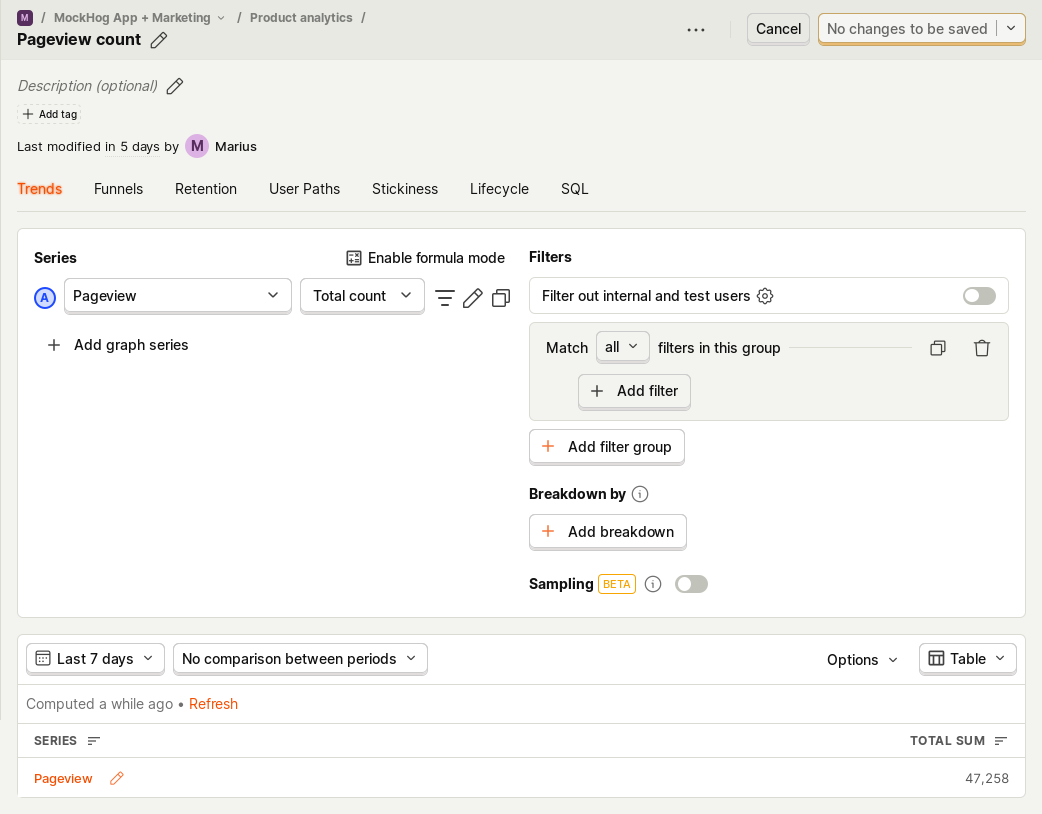 M / MockHog App + Marketing / Product analytics /
Pageview count
Cancel
No changes to be saved
Description (optional)
Add tag
Last modified in 5 days by M Marius
Trends Funnels Retention User Paths Stickiness Lifecycle SQL
Series
Enable formula mode
A Pageview Total count
Add graph series
Filters
Filter out internal and test users
Match all filters in this group
Add filter
Add filter group
Breakdown by
Add breakdown
Sampling BETA
Last 7 days No comparison between periods Options Table
Computed a while ago • Refresh
SERIES TOTAL SUM
Pageview 47,258